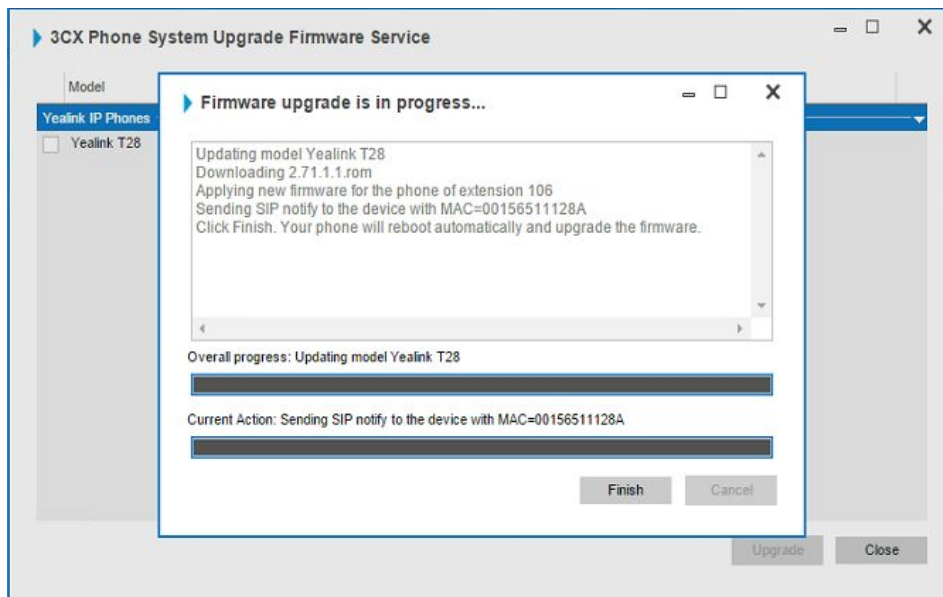 3CX Phone System Upgrade Firmware Service
Model
Yealink IP Phones
Yealink T28
Firmware upgrade is in progress...
Updating model Yealink T28
Downloading 2.71.1.1.rom
Applying new firmware for the phone of extension 106
Sending SIP notify to the device with MAC=00156511128A
Click Finish. Your phone will reboot automatically and upgrade the firmware.
Overall progress: Updating model Yealink T28
Current Action: Sending SIP notify to the device with MAC=00156511128A
Finish
Cancel
Upgrade
Close